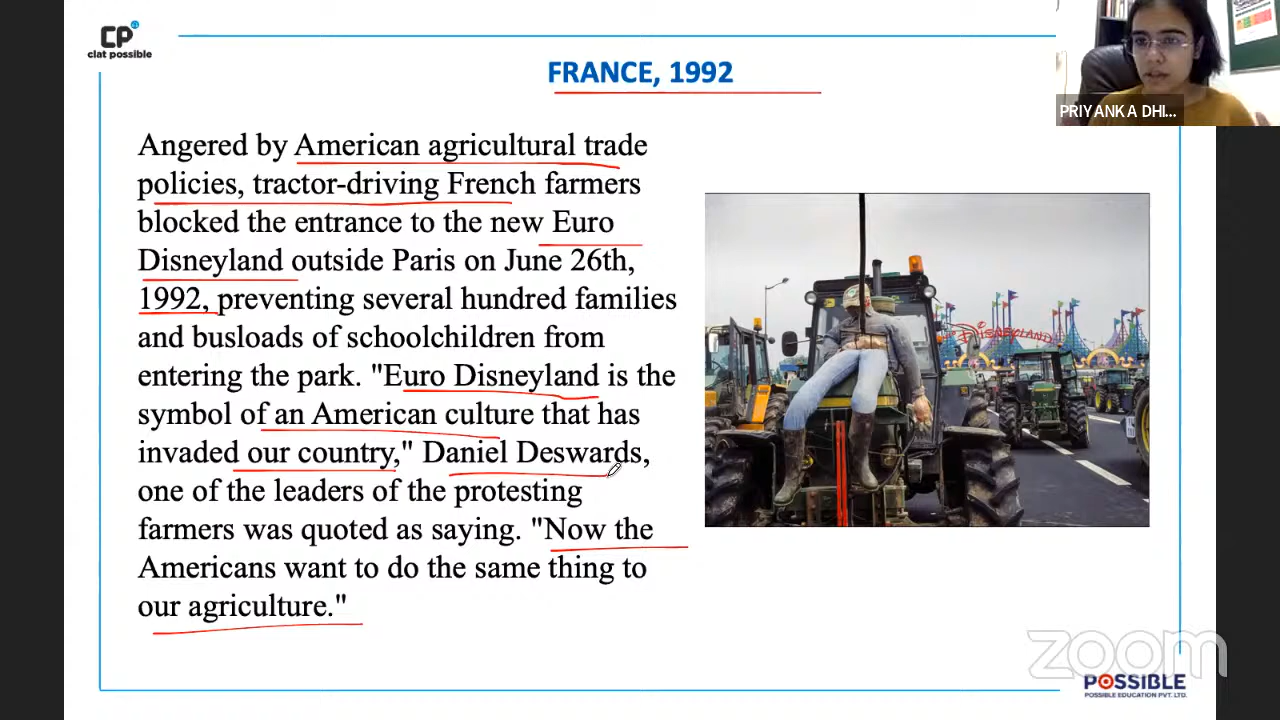 CP
clat possible
FRANCE, 1992
PRIYANKA DHI...
Angered by American agricultural trade
policies, tractor-driving French farmers
blocked the entrance to the new Euro
Disneyland outside Paris on June 26th,
1992, preventing several hundred families
and busloads of schoolchildren from
entering the park. "Euro Disneyland is the
symbol of an American culture that has
invaded our country," Daniel Deswards,
one of the leaders of the protesting
farmers was quoted as saying. "Now the
Americans want to do the same thing to
our agriculture."
DISNEYLAND
zoom
POSSIBLE
POSSIBLE EDUCATION PVT. LTD.